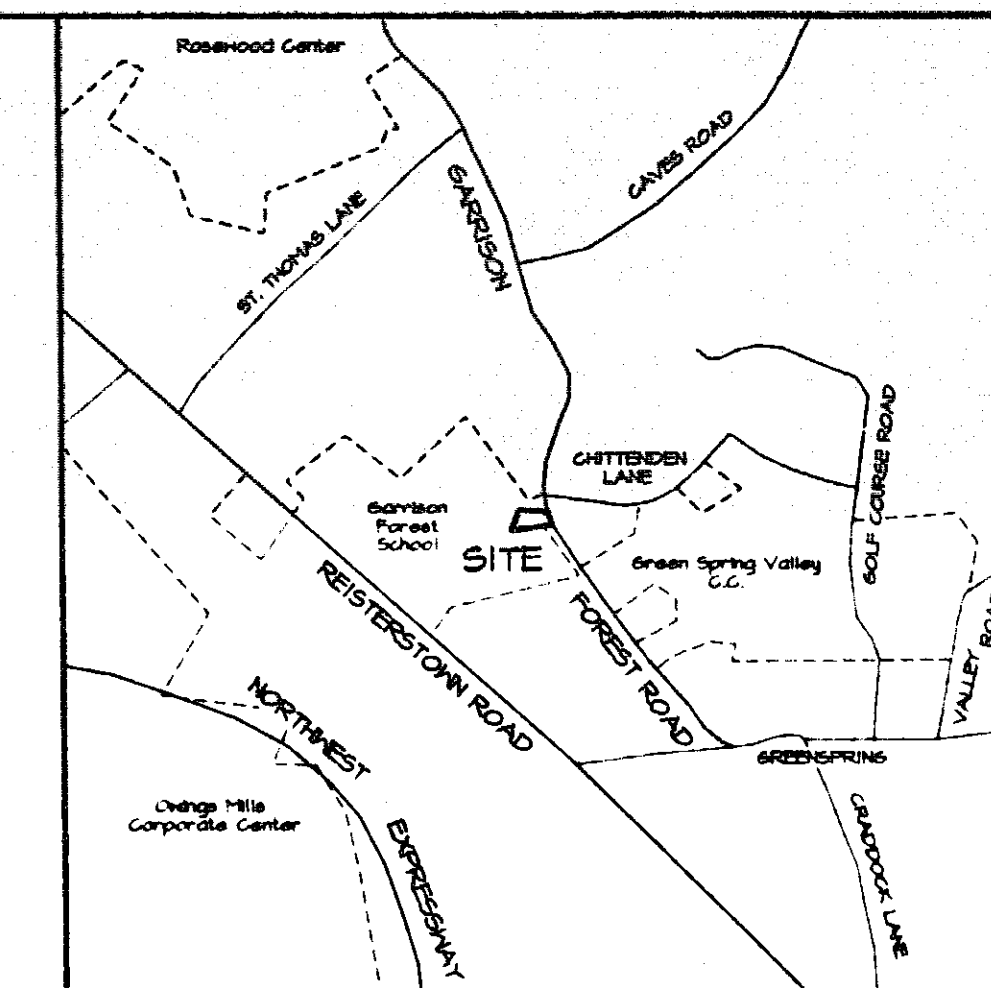 Rosewood Center
CAVES ROAD
GARRISON
ST. THOMAS LANE
CHITTENDEN
LANE
GOLF COURSE ROAD
Garrison
Forest
School
SITE
Green Spring Valley
C.C.
REISTERSTOWN ROAD
FOREST ROAD
VALLEY ROAD
NORTHWEST
GREENSPRING
Owings Mills
Corporate Center
EXPRESSWAY
CRADDOCK LANE